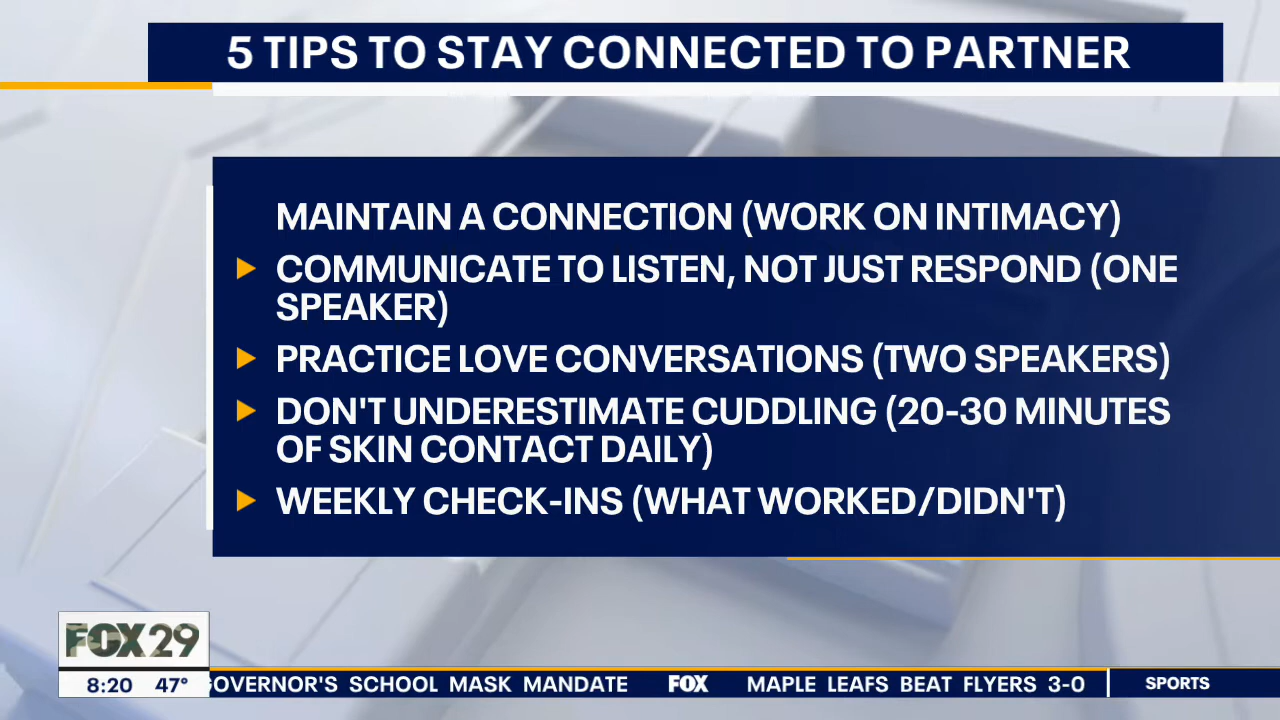 5 TIPS TO STAY CONNECTED TO PARTNER
MAINTAIN A CONNECTION (WORK ON INTIMACY)
COMMUNICATE TO LISTEN, NOT JUST RESPOND (ONE
SPEAKER)
PRACTICE LOVE CONVERSATIONS (TWO SPEAKERS)
DON'T UNDERESTIMATE CUDDLING (20-30 MINUTES
OF SKIN CONTACT DAILY)
WEEKLY CHECK-INS (WHAT WORKED/DIDN'T)
FOX 29
8:20 47° OVERNOR'S SCHOOL MASK MANDATE FOX MAPLE LEAFS BEAT FLYERS 3-0 SPORTS